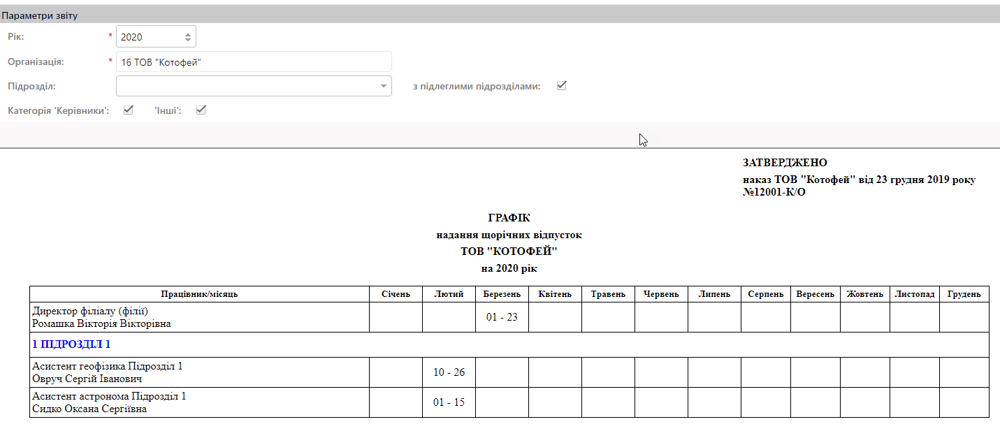 Параметри звіту
Рік: * 2020
Організація: * 16 ТОВ "Котофей"
Підрозділ: з підлеглими підрозділами:
Категорія 'Керівники': 'Інші':
ЗАТВЕРДЖЕНО
наказ ТОВ "Котофей" від 23 грудня 2019 року
№12001-К/О
ГРАФІК
надання щорічних відпусток
ТОВ "КОТОФЕЙ"
на 2020 рік
Працівник/місяць Січень Лютий Березень Квітень Травень Червень Липень Серпень Вересень Жовтень Листопад Грудень
Директор філіалу (філії)
Ромашка Вікторія Вікторівна
01 - 23
1 ПІДРОЗДІЛ 1
Асистент геофізика Підрозділ 1
Овруч Сергій Іванович
10 - 26
Асистент астронома Підрозділ 1
Сидко Оксана Сергіївна
01 - 15